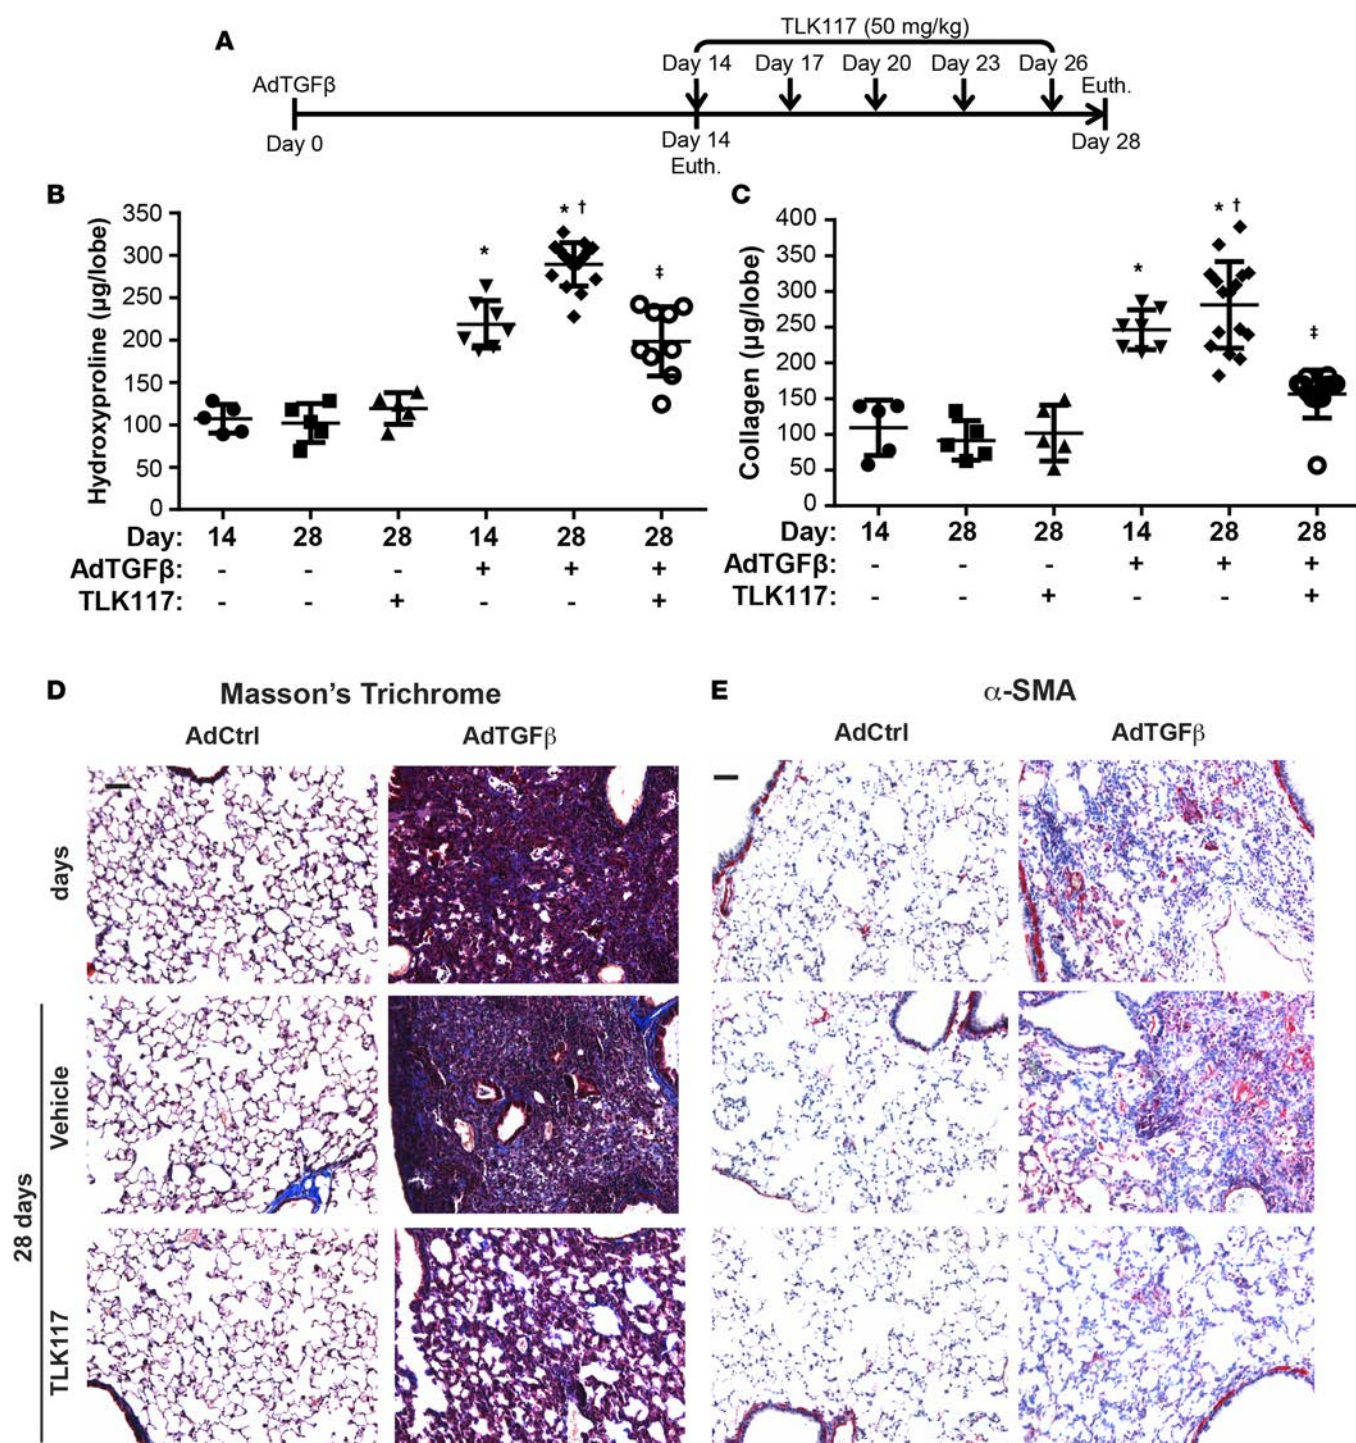 A
TLK117 (50 mg/kg)
Day 14 Day 17 Day 20 Day 23 Day 26
AdTGFβ
Euth.
Day 0
Day 14
Euth.
Day 28
B
Hydroxyproline (µg/lobe)
350
300
250
200
150
100
50
0
* * † ‡
Day: 14 28 28 14 28 28
AdTGFβ: - - - + + +
TLK117: - - + - - +
C
Collagen (µg/lobe)
400
350
300
250
200
150
100
50
0
* * † ‡
Day: 14 28 28 14 28 28
AdTGFβ: - - - + + +
TLK117: - - + - - +
D
Masson's Trichrome
AdCtrl AdTGFβ
days
28 days
Vehicle
TLK117
E
α-SMA
AdCtrl AdTGFβ